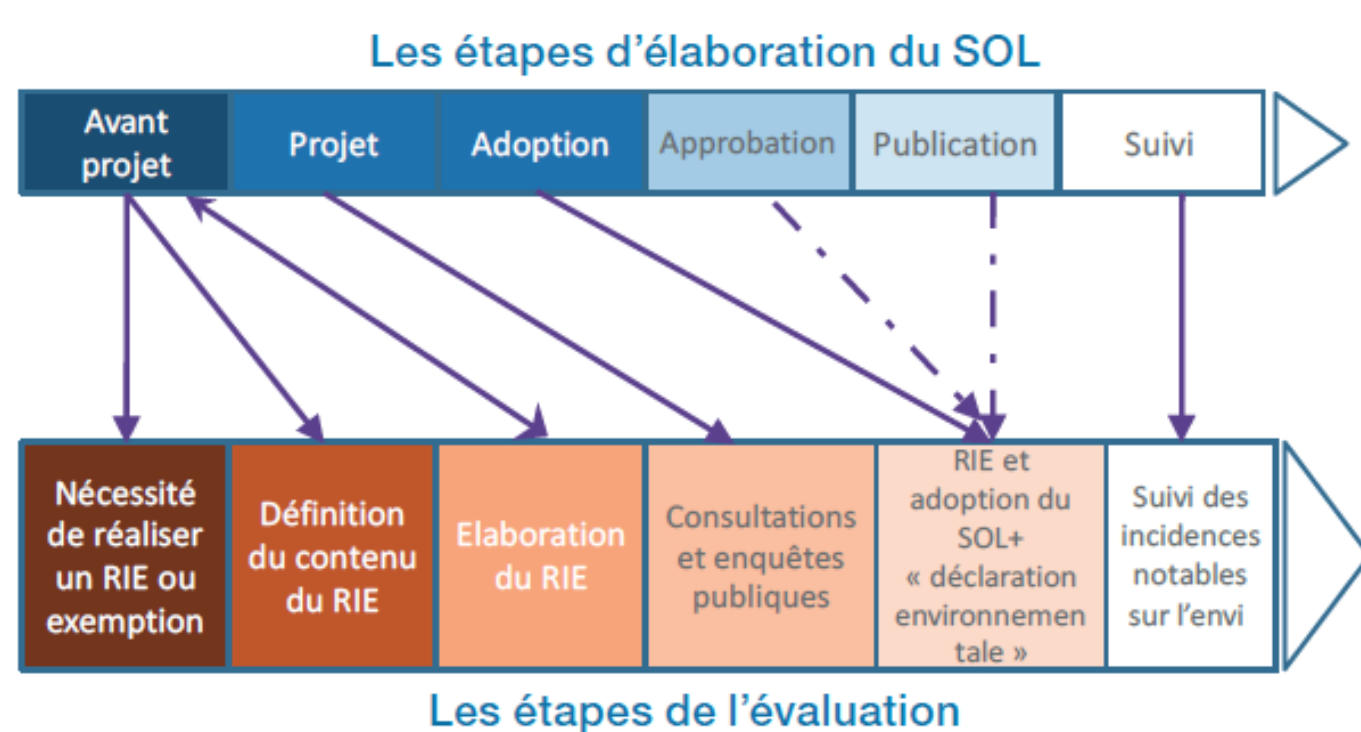 Les étapes d'élaboration du SOL
Avant
projet
Projet
Adoption
Approbation
Publication
Suivi
Nécessité
de réaliser
un RIE ou
exemption
Définition
du contenu
du RIE
Elaboration
du RIE
Consultations
et enquêtes
publiques
RIE et
adoption du
SOL+
« déclaration
environnemen
tale »
Suivi des
incidences
notables
sur l'envi
Les étapes de l'évaluation